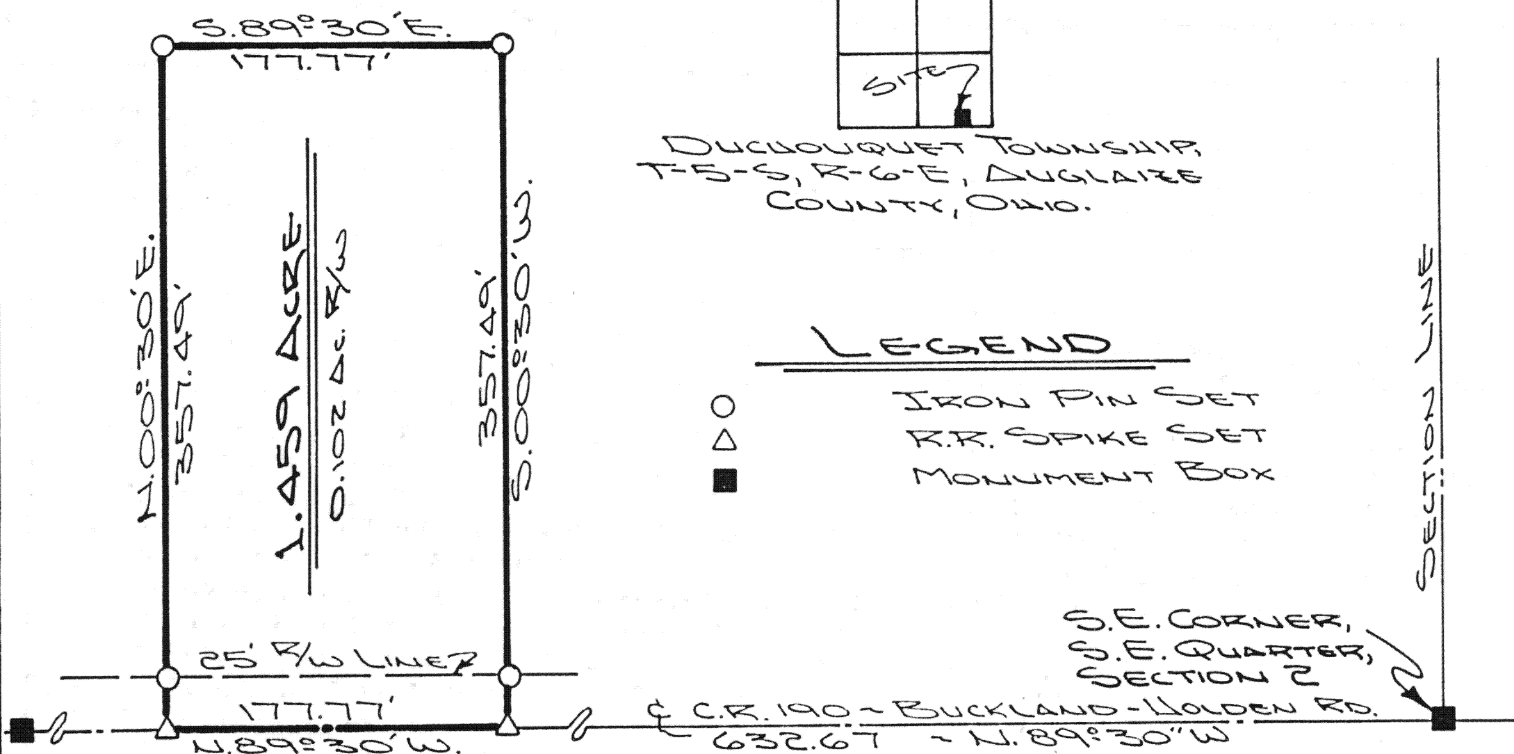 S.89°30'E.
177.77'
SITE
DUCHOUQUET TOWNSHIP,
T-5-S, R-6-E, AUGLAIZE
COUNTY, OHIO.
N.00°30'E.
357.49'
1.459 ACRE
0.102 AC. R/W
357.49'
S.00°30'W.
LEGEND
IRON PIN SET
R.R. SPIKE SET
MONUMENT BOX
SECTION LINE
25' R/W LINE
S.E. CORNER,
S.E. QUARTER,
SECTION 2
177.77'
N.89°30'W.
℄ C.R. 190 ~ BUCKLAND-HOLDEN RD.
632.67 ~ N.89°30"W